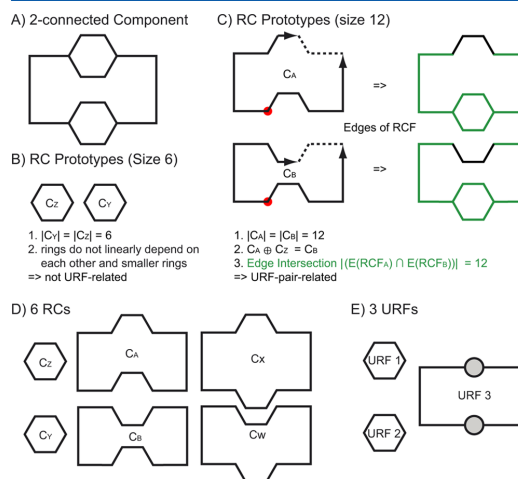 A) 2-connected Component
B) RC Prototypes (Size 6)
Cz
CY
1. |CY| = |CZ| = 6
2. rings do not linearly depend on
each other and smaller rings
=> not URF-related
C) RC Prototypes (size 12)
CA
=>
Edges of RCF
CB
=>
1. |CA| = |CB| = 12
2. CA ⊕ CZ = CB
3. Edge Intersection |(E(RCFA) ∩ E(RCFB))| = 12
=> URF-pair-related
D) 6 RCs
Cz
CA
Cx
CY
CB
Cw
E) 3 URFs
URF 1
URF 3
URF 2